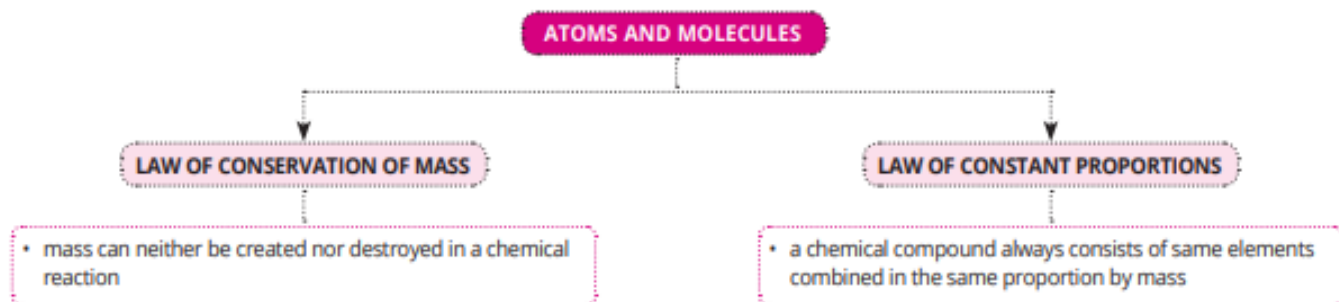 ATOMS AND MOLECULES
LAW OF CONSERVATION OF MASS
LAW OF CONSTANT PROPORTIONS
• mass can neither be created nor destroyed in a chemical
reaction
• a chemical compound always consists of same elements
combined in the same proportion by mass